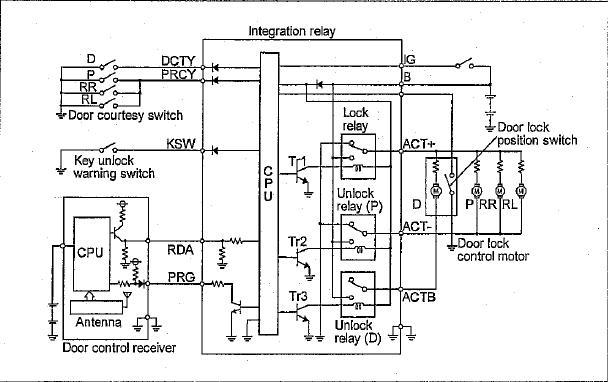 Integration relay
D
DCTY
P
PRCY
RR
RL
Door courtesy switch
IG
B
Lock
relay
KSW
Key unlock
warning switch
C
P
U
Tr1
ACT+
Door lock
position switch
Unlock
relay (P)
D
P RR RL
M
M
M
M
ACT-
Door lock
control motor
CPU
RDA
Tr2
PRG
Tr3
ACTB
Antenna
Unlock
relay (D)
Door control receiver